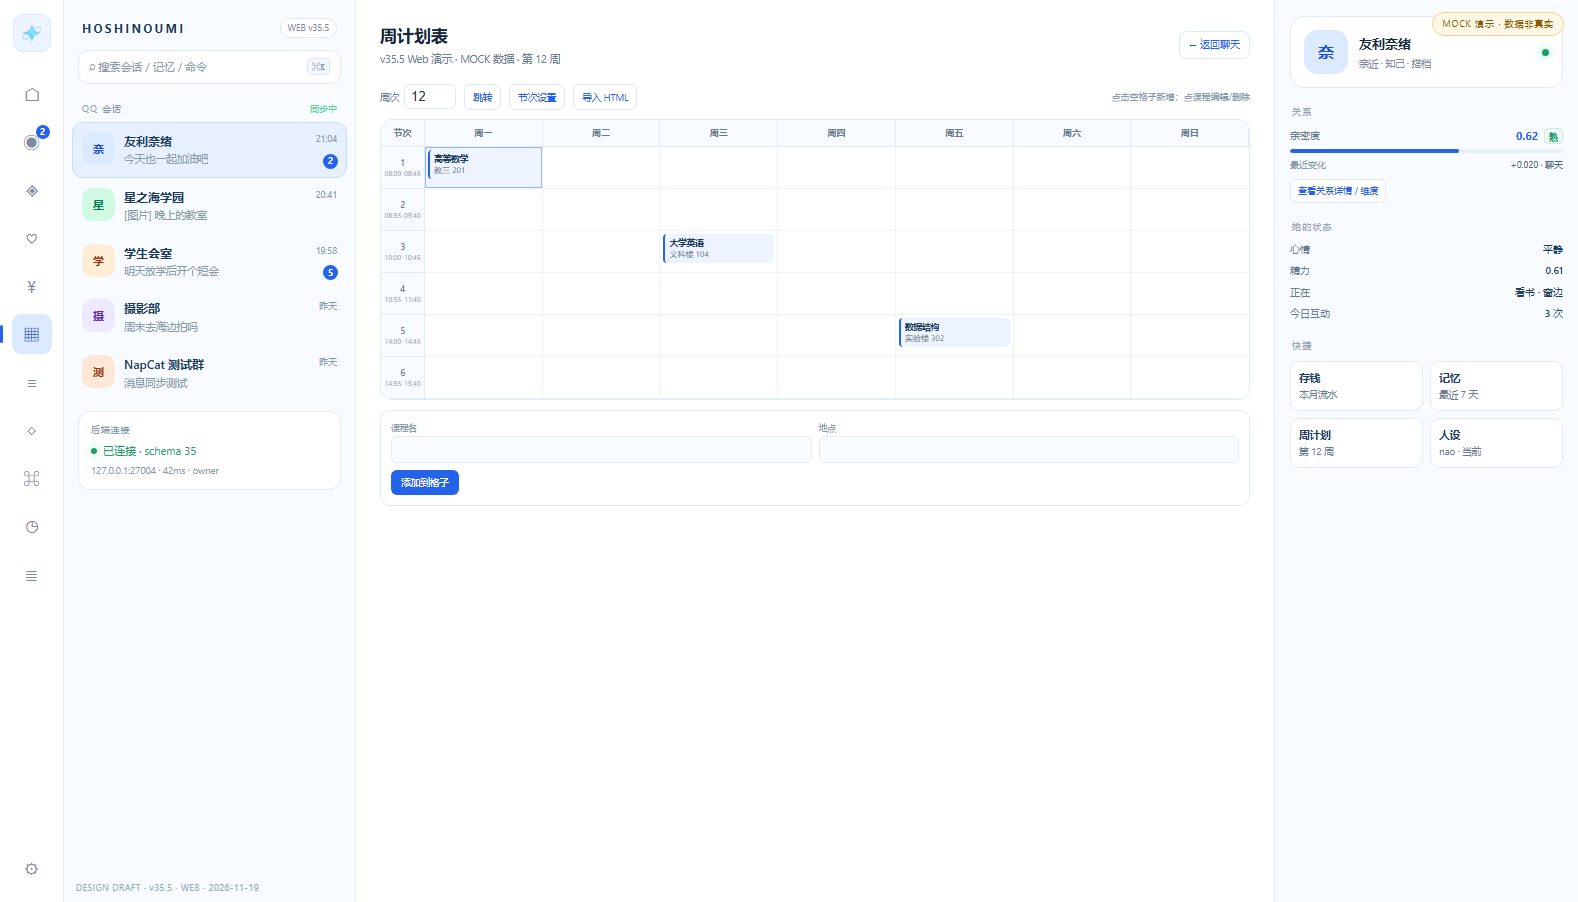 HOSHINOUMI
WEB v35.5
搜索会话 / 记忆 / 命令
⌘K
QQ 会话
同步中
奈
友利奈绪
21:04
今天也一起加油吧
2
星
星之海学园
20:41
[图片] 晚上的教室
学
学生会室
19:58
明天放学后开个短会
5
摄
摄影部
昨天
周末去海边拍吗
测
NapCat 测试群
昨天
消息同步测试
后端连接
已连接 · schema 35
127.0.0.1:27004 · 42ms · owner
DESIGN DRAFT · v35.5 · WEB · 2026-11-19
2
¥
周计划表
v35.5 Web 演示 · MOCK 数据 · 第 12 周
← 返回聊天
周次
12
跳转
节次设置
导入 HTML
点击空格子新增；点课程编辑/删除
节次
周一
周二
周三
周四
周五
周六
周日
1
08:00-08:45
高等数学
教三 201
2
08:55-09:40
3
10:00-10:45
大学英语
文科楼 104
4
10:55-11:40
5
14:00-14:45
数据结构
实验楼 302
6
14:55-15:40
课程名
地点
添加到格子
MOCK 演示 · 数据非真实
奈
友利奈绪
亲近 · 知己 · 搭档
关系
亲密度
0.62
熟
最近变化
+0.020 · 聊天
查看关系详情 / 维度
她的状态
心情
平静
精力
0.61
正在
看书 · 窗边
今日互动
3 次
快捷
存钱
本月流水
记忆
最近 7 天
周计划
第 12 周
人设
nao · 当前